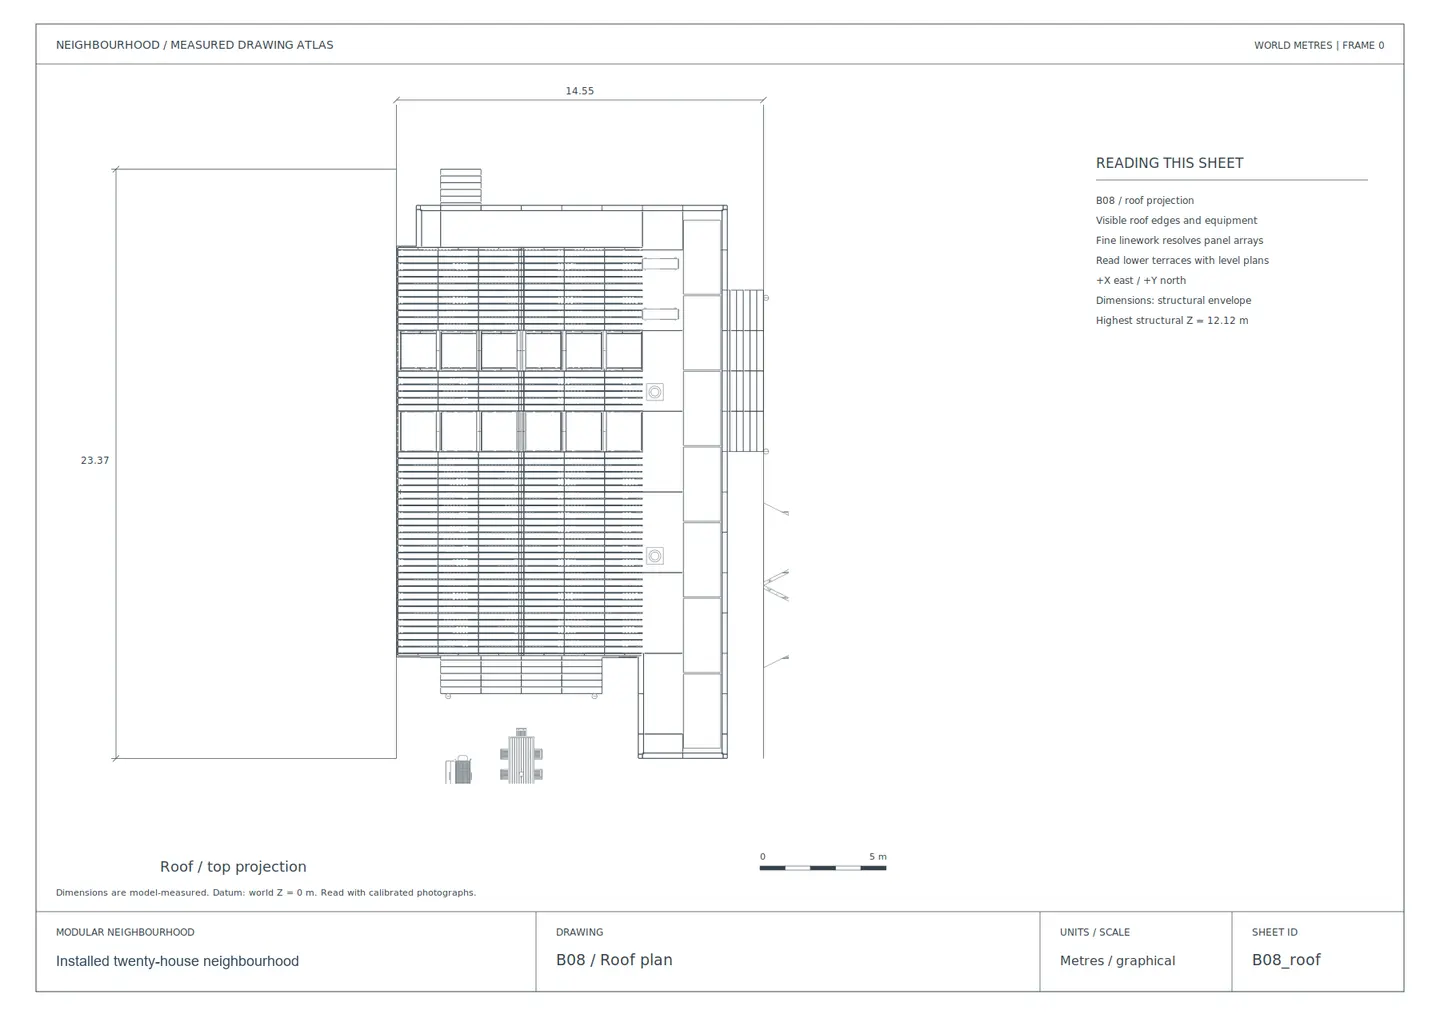 NEIGHBOURHOOD / MEASURED DRAWING ATLAS
WORLD METRES | FRAME 0
14.55
READING THIS SHEET
B08 / roof projection
Visible roof edges and equipment
Fine linework resolves panel arrays
Read lower terraces with level plans
+X east / +Y north
Dimensions: structural envelope
Highest structural Z = 12.12 m
23.37
0
5 m
Roof / top projection
Dimensions are model-measured. Datum: world Z = 0 m. Read with calibrated photographs.
MODULAR NEIGHBOURHOOD
Installed twenty-house neighbourhood
DRAWING
B08 / Roof plan
UNITS / SCALE
Metres / graphical
SHEET ID
B08_roof